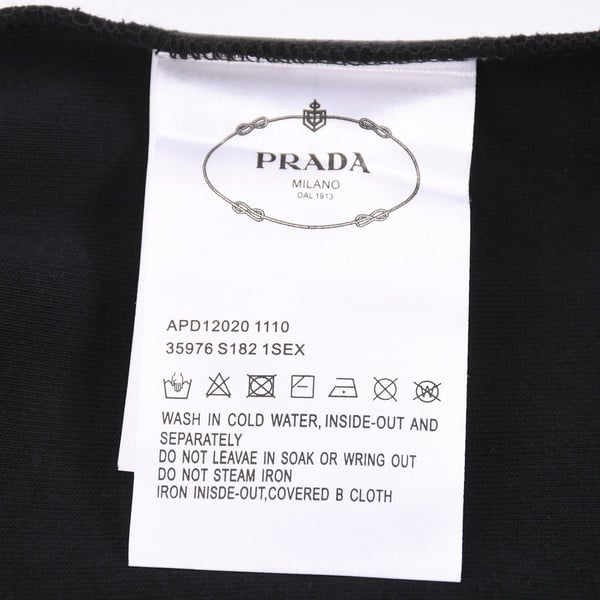 PRADA
MILANO
DAL 1913
APD12020 1110
35976 S182 1SEX
WASH IN COLD WATER, INSIDE-OUT AND
SEPARATELY
DO NOT LEAVAE IN SOAK OR WRING OUT
DO NOT STEAM IRON
IRON INISDE-OUT,COVERED B CLOTH